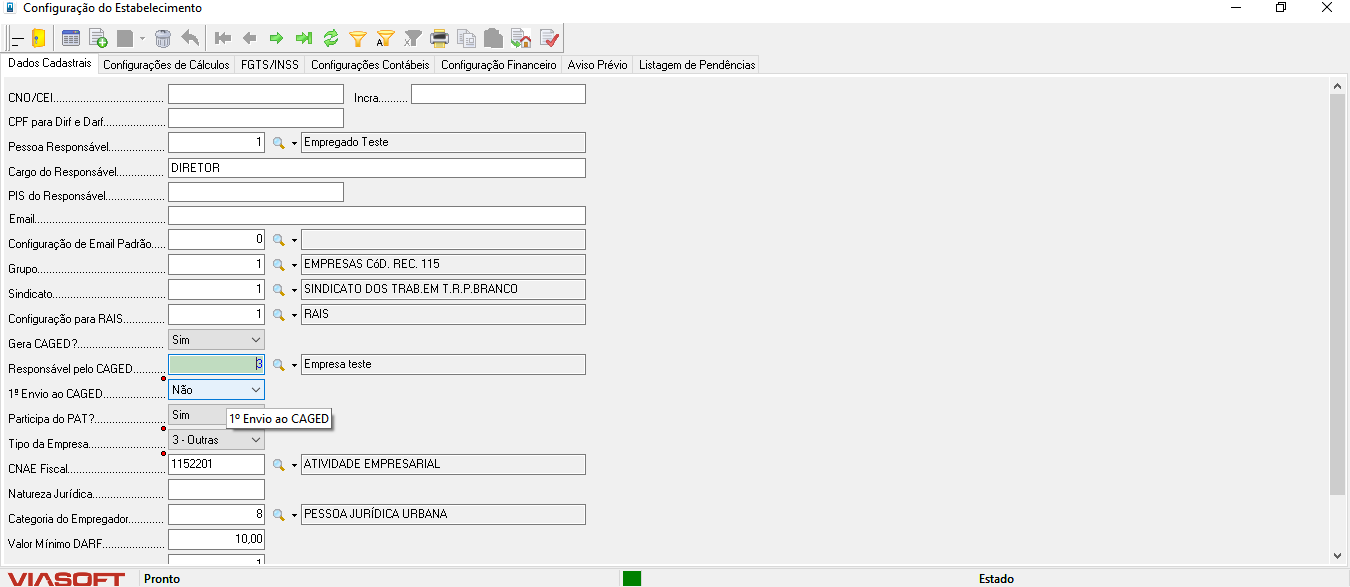 Configuração do Estabelecimento
Dados Cadastrais Configurações de Cálculos FGTS/INSS Configurações Contábeis Configuração Financeiro Aviso Prévio Listagem de Pendências
CNO/CEI.................................... Incra..........
CPF para Dirf e Darf....................
Pessoa Responsável.................. 1 Empregado Teste
Cargo do Responsável............... DIRETOR
PIS do Responsável...................
Email...........................................
Configuração de Email Padrão..... 0
Grupo.......................................... 1 EMPRESAS CóD. REC. 115
Sindicato..................................... 1 SINDICATO DOS TRAB.EM T.R.P.BRANCO
Configuração para RAIS............. 1 RAIS
Gera CAGED?............................ Sim
Responsável pelo CAGED.......... 3 Empresa teste
1º Envio ao CAGED.................... Não
Participa do PAT?....................... Sim
1º Envio ao CAGED
Tipo da Empresa......................... 3 - Outras
CNAE Fiscal................................ 1152201 ATIVIDADE EMPRESARIAL
Natureza Jurídica........................
Categoria do Empregador............ 8 PESSOA JURÍDICA URBANA
Valor Mínimo DARF.................... 10,00
VIASOFT Pronto Estado